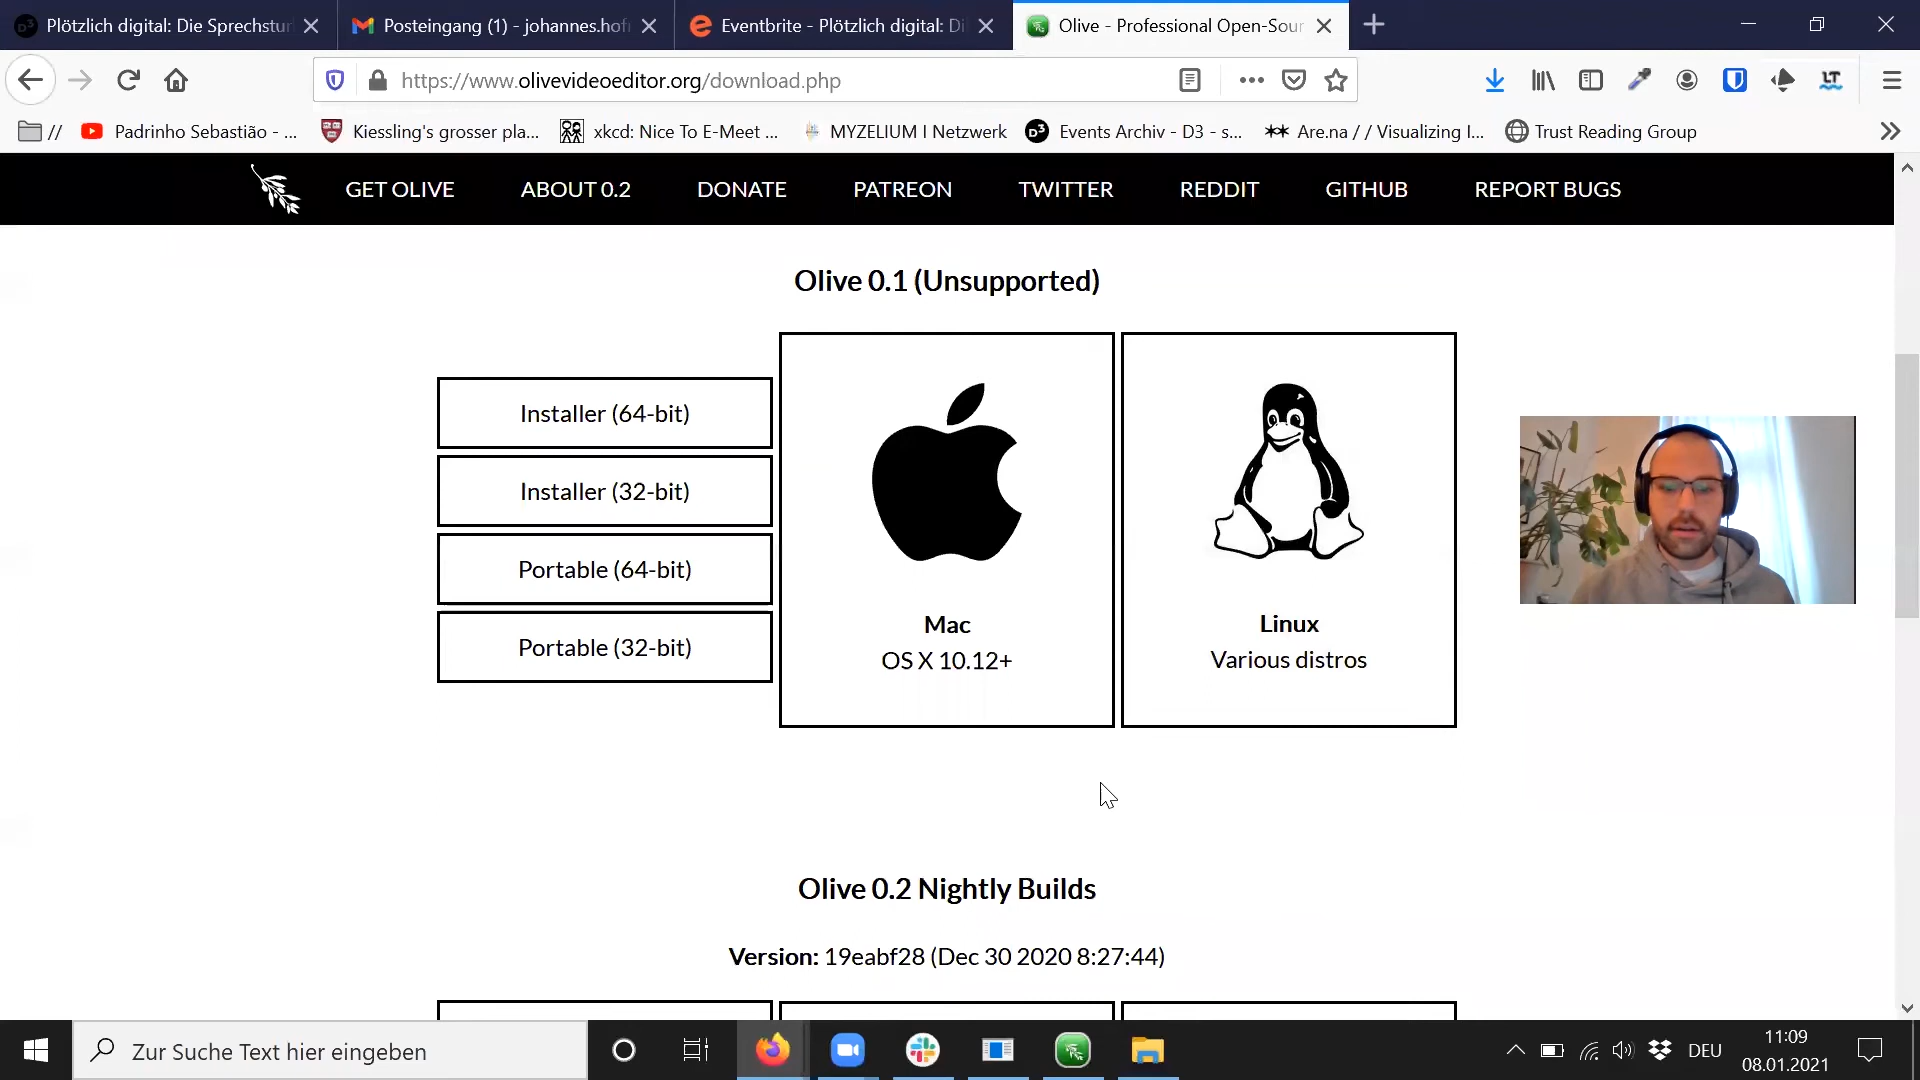 Plötzlich digital: Die Sprechstu
Posteingang (1) - johannes.hof
Eventbrite - Plötzlich digital: Di
Olive - Professional Open-Sour
https://www.olivevideoeditor.org/download.php
//
Padrinho Sebastião - ...
Kiessling's grosser pla...
xkcd: Nice To E-Meet ...
MYZELIUM I Netzwerk
Events Archiv - D3 - s...
Are.na / / Visualizing I...
Trust Reading Group
GET OLIVE
ABOUT 0.2
DONATE
PATREON
TWITTER
REDDIT
GITHUB
REPORT BUGS
Olive 0.1 (Unsupported)
Installer (64-bit)
Installer (32-bit)
Portable (64-bit)
Portable (32-bit)
Mac
OS X 10.12+
Linux
Various distros
Olive 0.2 Nightly Builds
Version: 19eabf28 (Dec 30 2020 8:27:44)
Zur Suche Text hier eingeben
DEU
11:09
08.01.2021